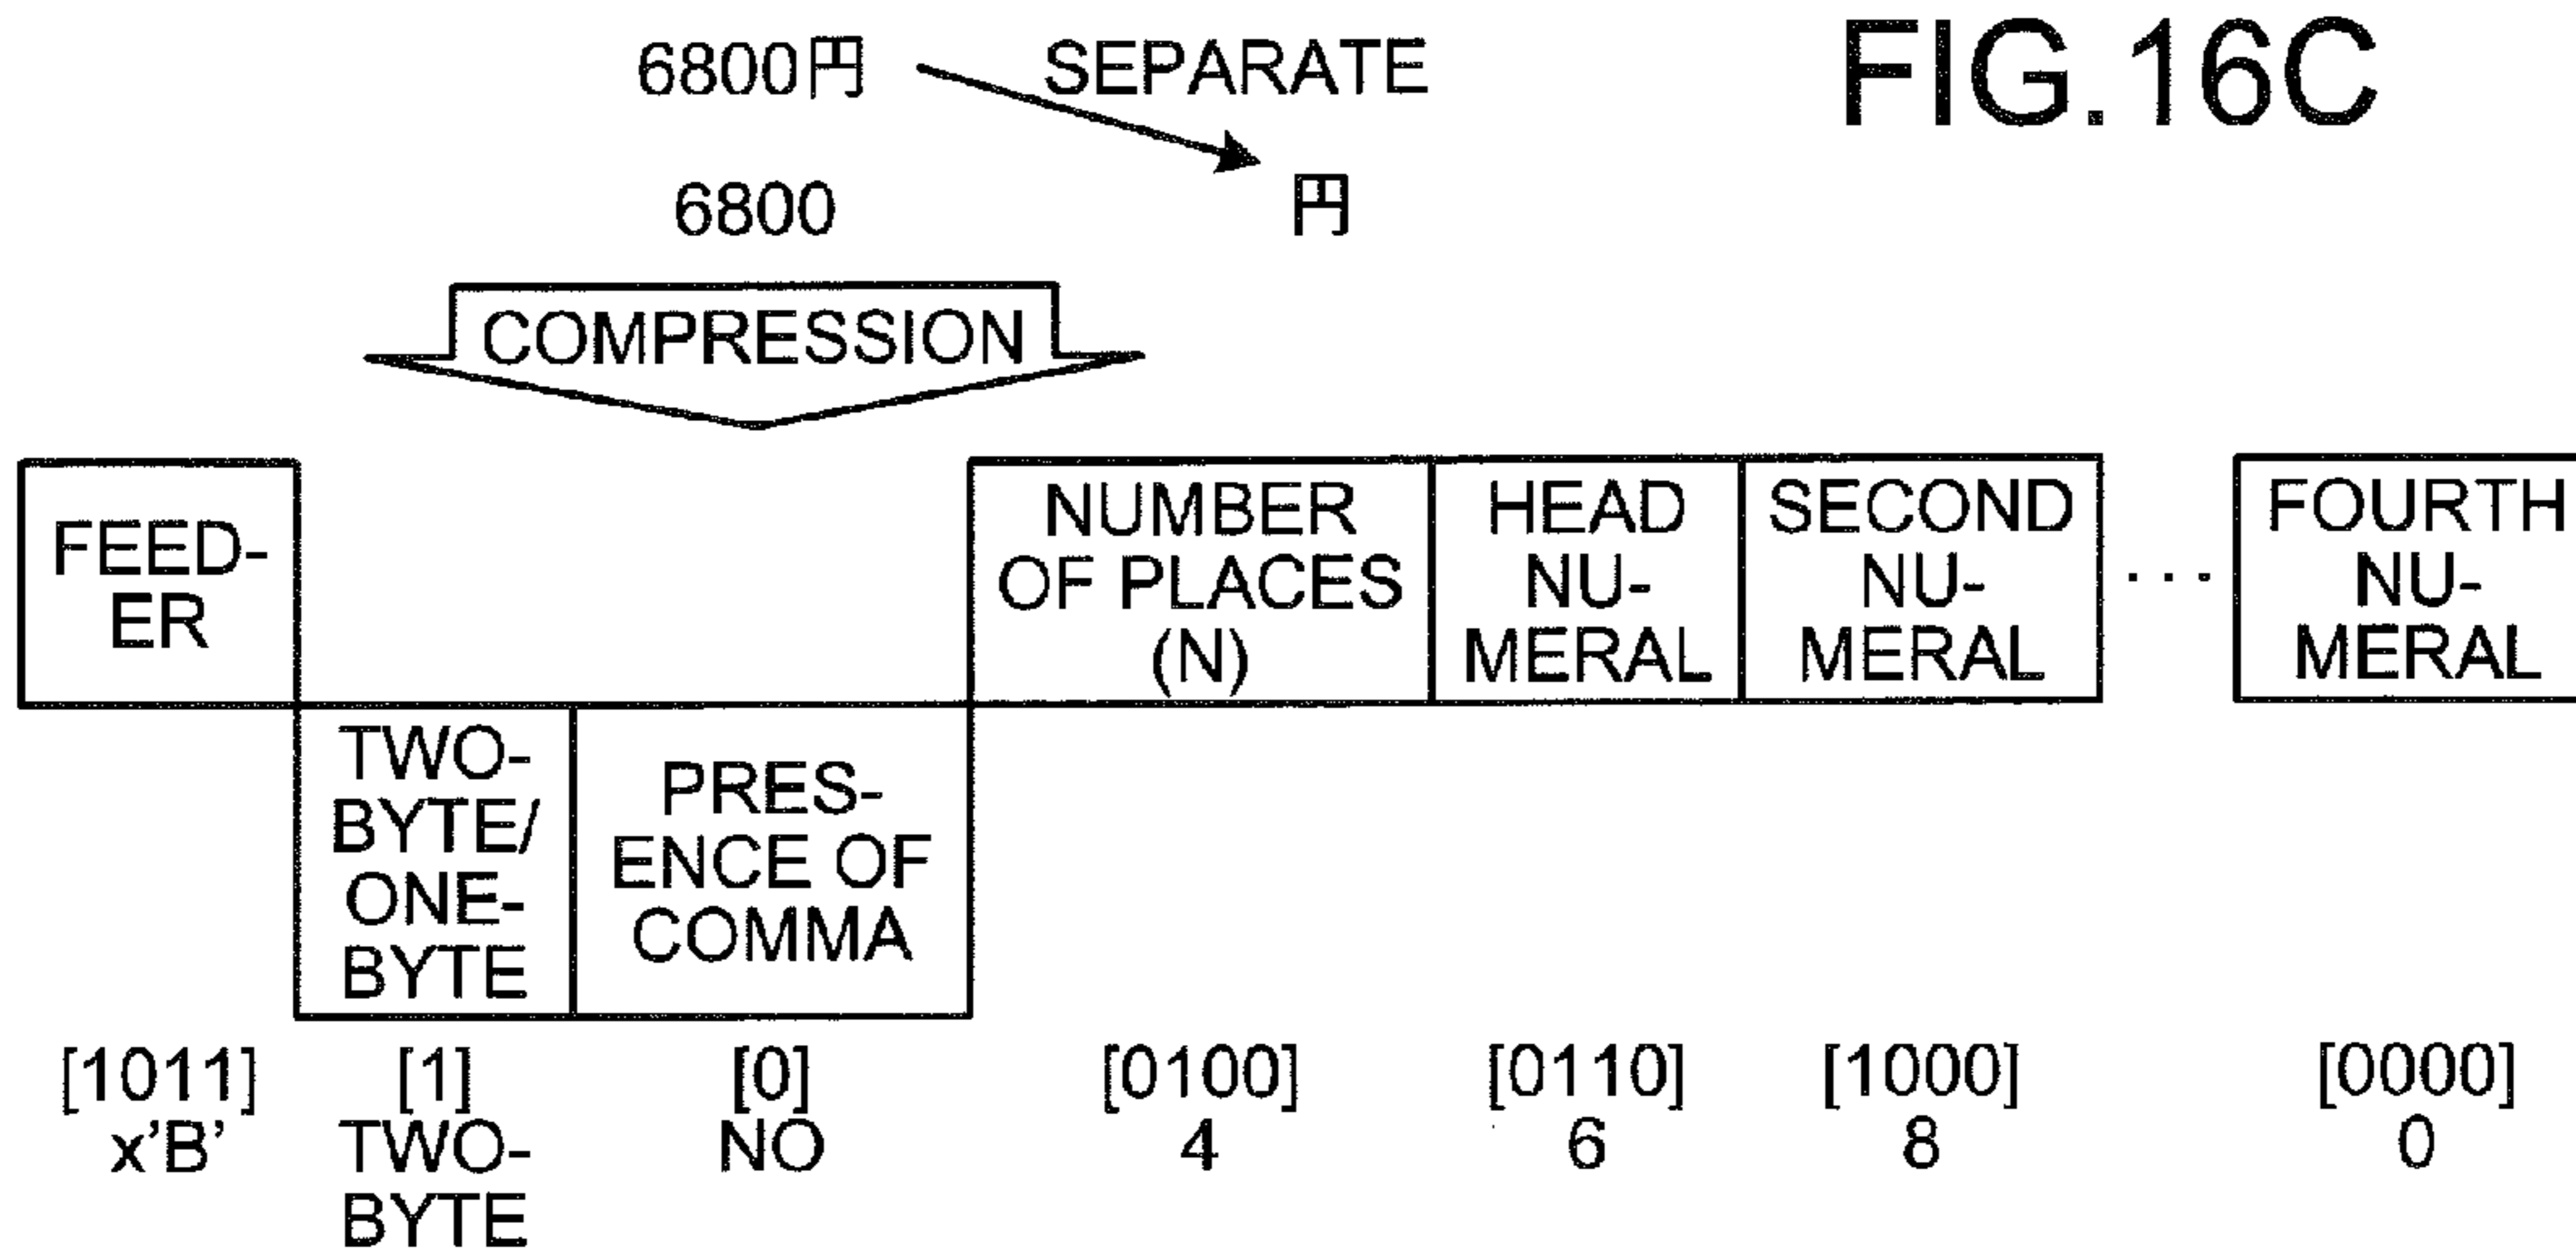 6800円 SEPARATE
FIG.16C
6800 円
COMPRESSION
FEED-
ER
NUMBER
OF PLACES
(N)
HEAD
NU-
MERAL
SECOND
NU-
MERAL
...
FOURTH
NU-
MERAL
TWO-
BYTE/
ONE-
BYTE
PRES-
ENCE OF
COMMA
[1011] [1] [0] [0100] [0110] [1000] [0000]
x'B' TWO- NO 4 6 8 0
BYTE